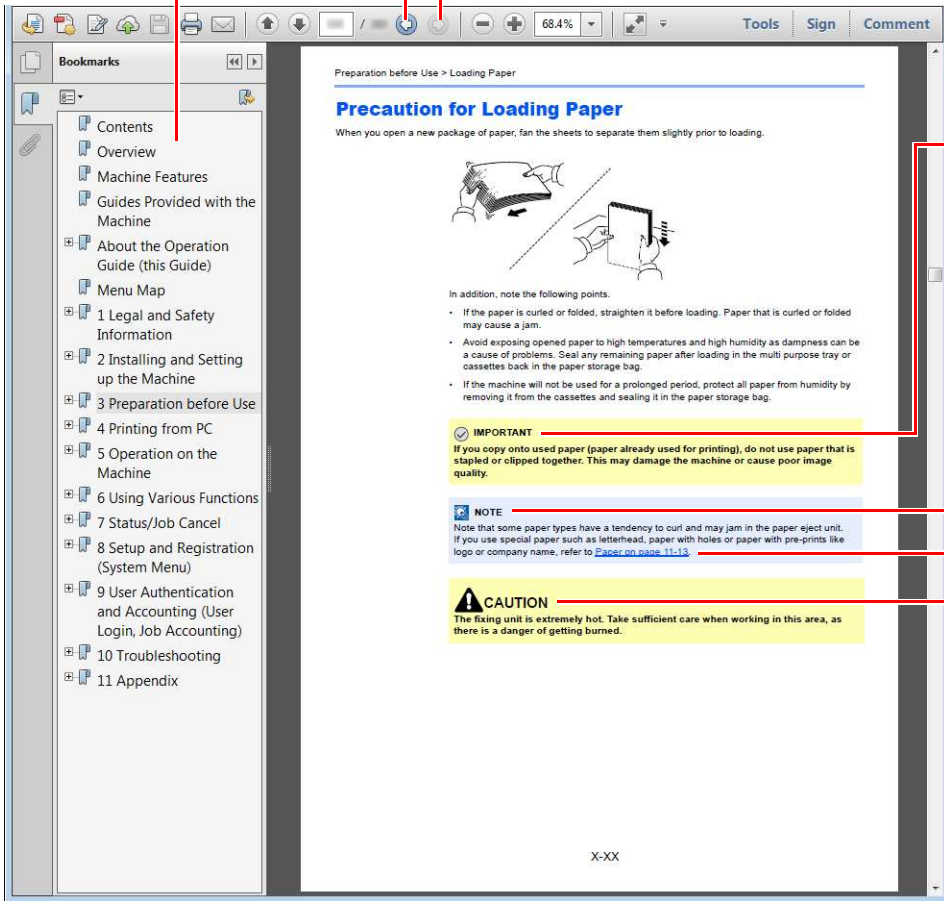 68.4%
Tools Sign Comment
Bookmarks
Contents
Overview
Machine Features
Guides Provided with the
Machine
About the Operation
Guide (this Guide)
Menu Map
1 Legal and Safety
Information
2 Installing and Setting
up the Machine
3 Preparation before Use
4 Printing from PC
5 Operation on the
Machine
6 Using Various Functions
7 Status/Job Cancel
8 Setup and Registration
(System Menu)
9 User Authentication
and Accounting (User
Login, Job Accounting)
10 Troubleshooting
11 Appendix
Preparation before Use > Loading Paper
Precaution for Loading Paper
When you open a new package of paper, fan the sheets to separate them slightly prior to loading.
In addition, note the following points.
• If the paper is curled or folded, straighten it before loading. Paper that is curled or folded
may cause a jam.
• Avoid exposing opened paper to high temperatures and high humidity as dampness can be
a cause of problems. Seal any remaining paper after loading in the multi purpose tray or
cassettes back in the paper storage bag.
• If the machine will not be used for a prolonged period, protect all paper from humidity by
removing it from the cassettes and sealing it in the paper storage bag.
IMPORTANT
If you copy onto used paper (paper already used for printing), do not use paper that is
stapled or clipped together. This may damage the machine or cause poor image
quality.
NOTE
Note that some paper types have a tendency to curl and may jam in the paper eject unit.
If you use special paper such as letterhead, paper with holes or paper with pre-prints like
logo or company name, refer to Paper on page 11-13.
CAUTION
The fixing unit is extremely hot. Take sufficient care when working in this area, as
there is a danger of getting burned.
X-XX